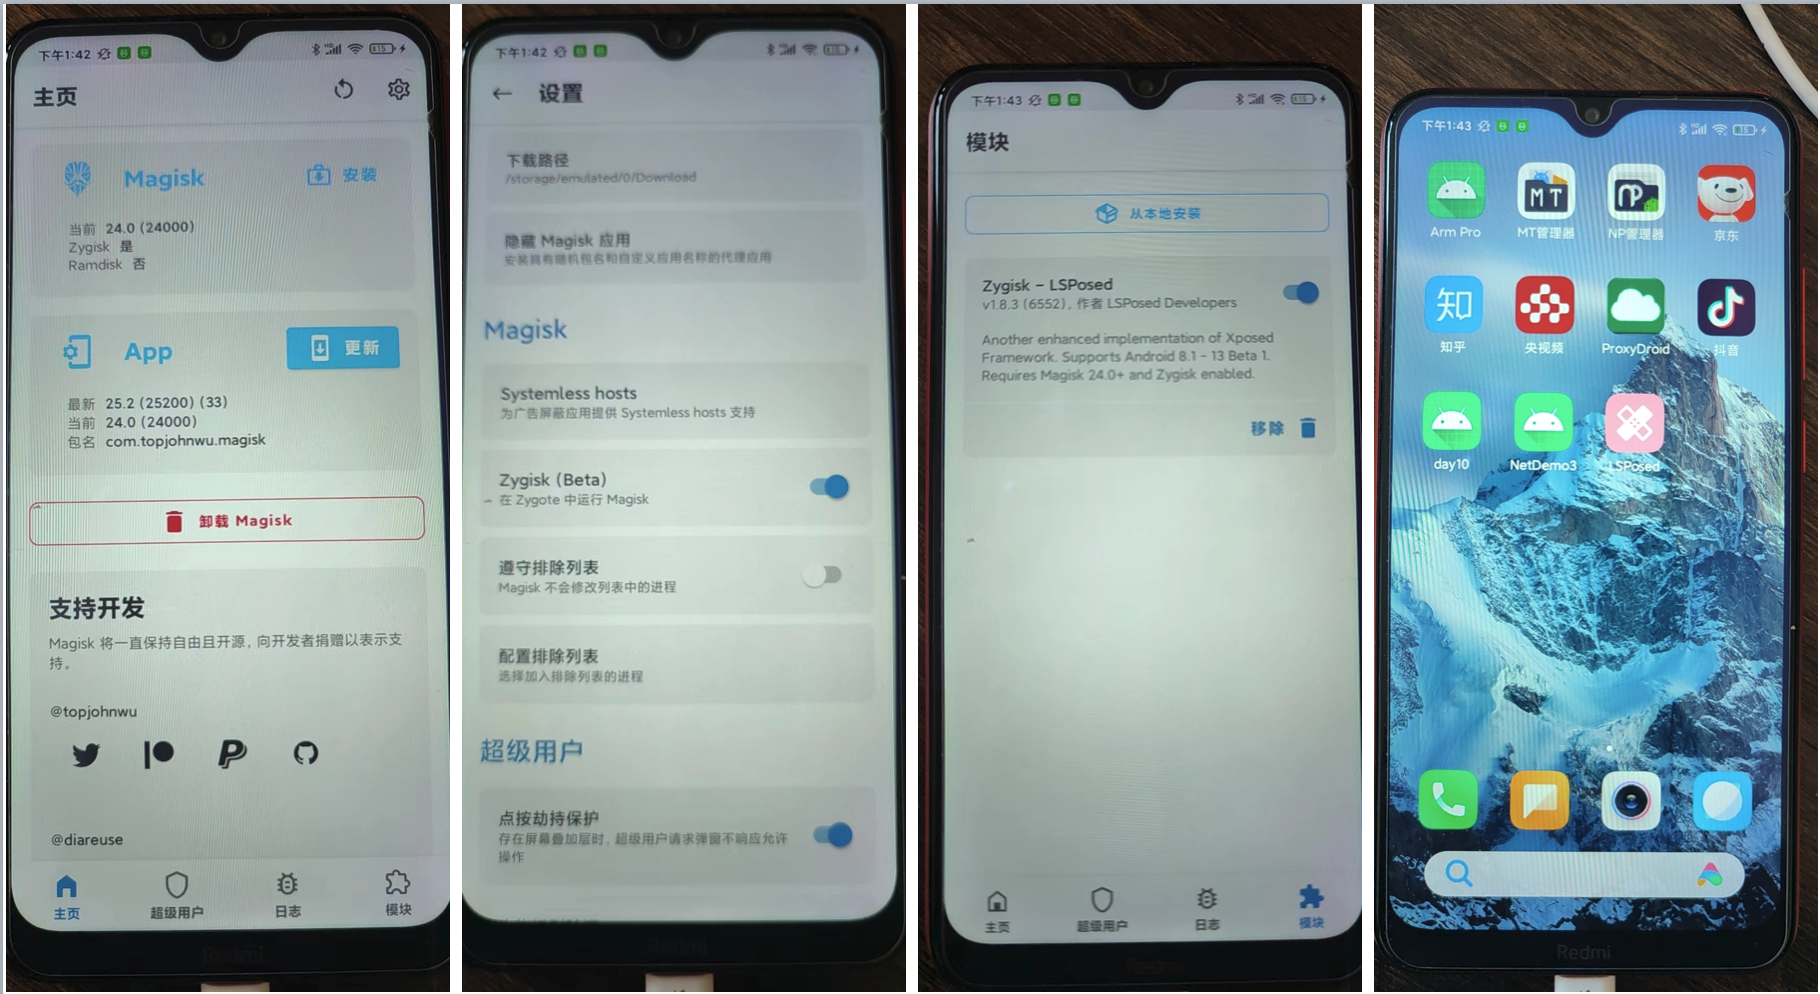 下午1:42
15
主页
Magisk
安装
当前 24.0 (24000)
Zygisk 是
Ramdisk 否
App
更新
最新 25.2 (25200) (33)
当前 24.0 (24000)
包名 com.topjohnwu.magisk
卸载 Magisk
支持开发
Magisk 将一直保持自由且开源，向开发者捐赠以表示支
持。
@topjohnwu
@diareuse
主页
超级用户
日志
模块
Redmi
下午1:42
15
设置
下载路径
/storage/emulated/0/Download
隐藏 Magisk 应用
安装具有随机包名和自定义应用名称的代理应用
Magisk
Systemless hosts
为广告屏蔽应用提供 Systemless hosts 支持
Zygisk (Beta)
在 Zygote 中运行 Magisk
遵守排除列表
Magisk 不会修改列表中的进程
配置排除列表
选择加入排除列表的进程
超级用户
点按劫持保护
存在屏幕叠加层时，超级用户请求弹窗不响应允许
操作
Redmi
下午1:43
15
模块
从本地安装
Zygisk - LSPosed
v1.8.3 (6552)，作者 LSPosed Developers
Another enhanced implementation of Xposed
Framework. Supports Android 8.1 - 13 Beta 1.
Requires Magisk 24.0+ and Zygisk enabled.
移除
主页
超级用户
日志
模块
Redmi
下午1:43
15
MT
知
Arm Pro
MT管理器
NP管理器
京东
知乎
央视频
ProxyDroid
抖音
day10
NetDemo3
LSPosed
Redmi